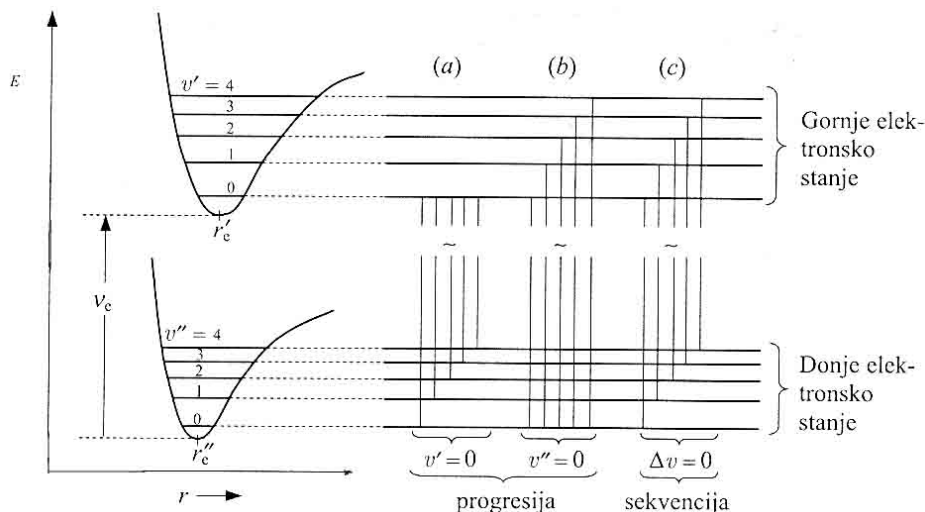 E
(a) (b) (c)
v′ = 4
3
2
1
0
r′e
Gornje elek-
tronsko
stanje
~ ~ ~
νe
v″ = 4
3
2
1
0
r″e
Donje elek-
tronsko
stanje
v′=0 v″=0 Δv=0
r →
progresija sekvencija